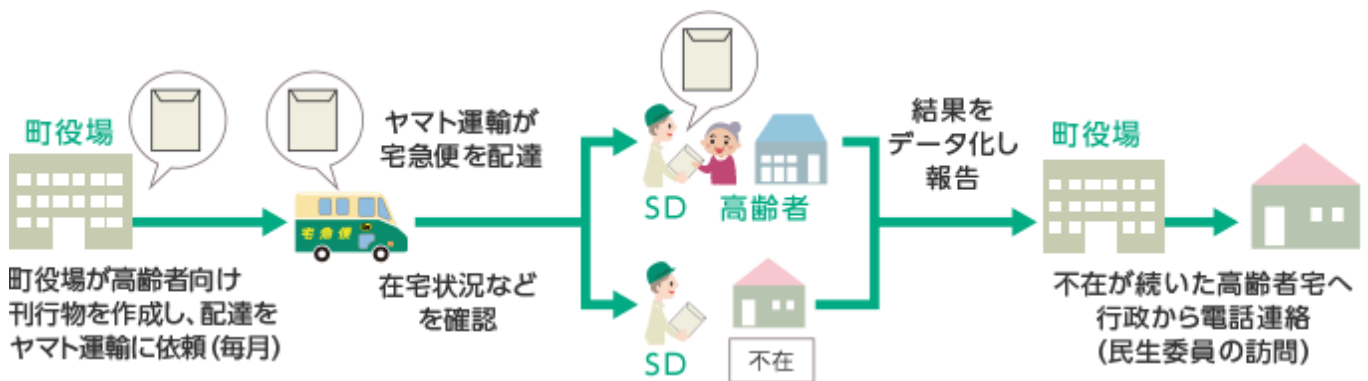 町役場
町役場が高齢者向け
刊行物を作成し、配達を
ヤマト運輸に依頼(毎月)
宅急便
ヤマト運輸が
宅急便を配達
在宅状況など
を確認
SD 高齢者
SD
不在
結果を
データ化し
報告
町役場
不在が続いた高齢者宅へ
行政から電話連絡
(民生委員の訪問)